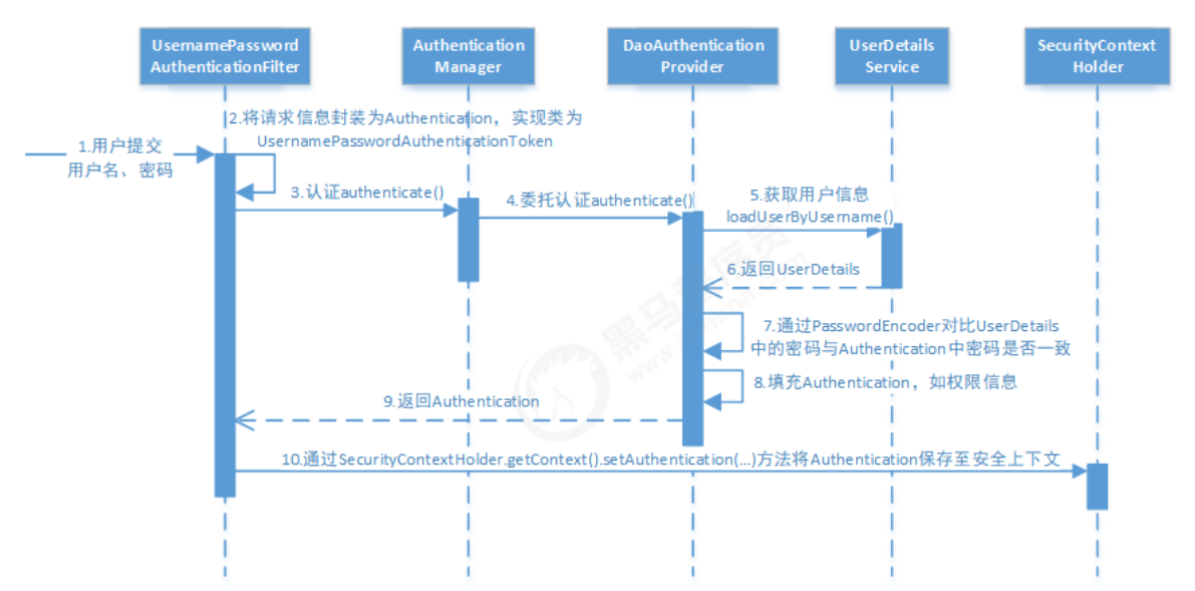 UsernamePassword
AuthenticationFilter
Authentication
Manager
DaoAuthentication
Provider
UserDetails
Service
SecurityContext
Holder
1.用户提交
用户名、密码
2.将请求信息封装为Authentication，实现类为
UsernamePasswordAuthenticationToken
3.认证authenticate()
4.委托认证authenticate()
5.获取用户信息
loadUserByUsername()
6.返回UserDetails
7.通过PasswordEncoder对比UserDetails
中的密码与Authentication中密码是否一致
8.填充Authentication，如权限信息
9.返回Authentication
10.通过SecurityContextHolder.getContext().setAuthentication(...)方法将Authentication保存至安全上下文
黑马程序员